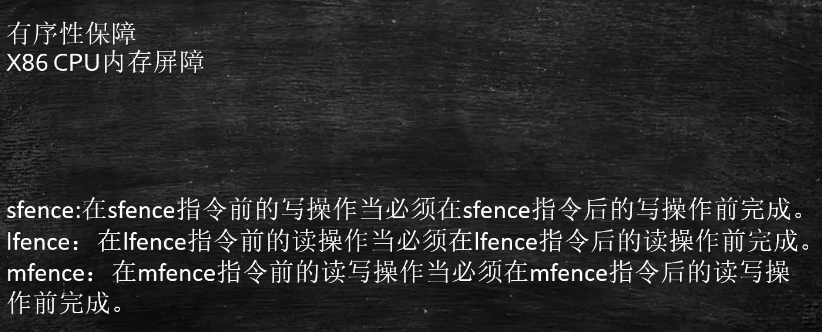 有序性保障
X86 CPU内存屏障
sfence:在sfence指令前的写操作当必须在sfence指令后的写操作前完成。
lfence：在lfence指令前的读操作当必须在lfence指令后的读操作前完成。
mfence：在mfence指令前的读写操作当必须在mfence指令后的读写操
作前完成。